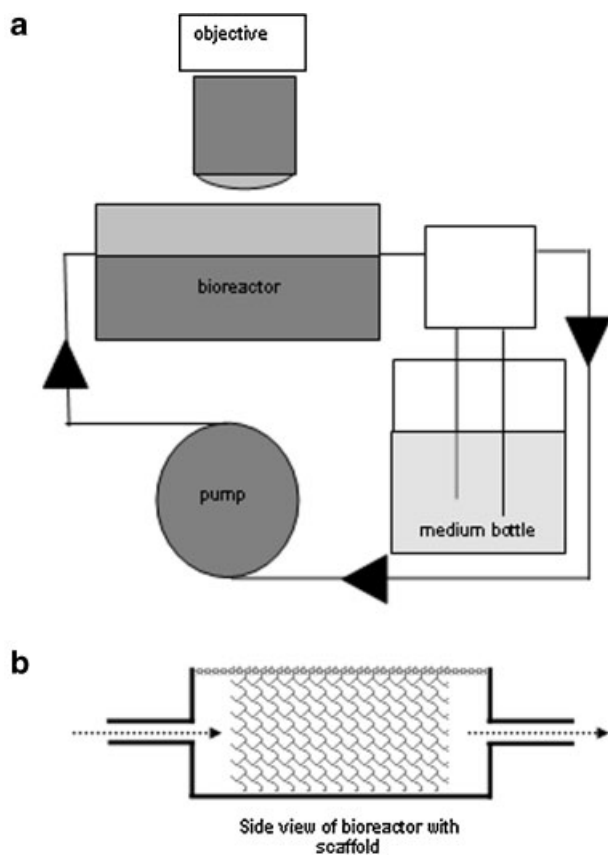 a
objective
bioreactor
pump
medium bottle
b
Side view of bioreactor with
scaffold